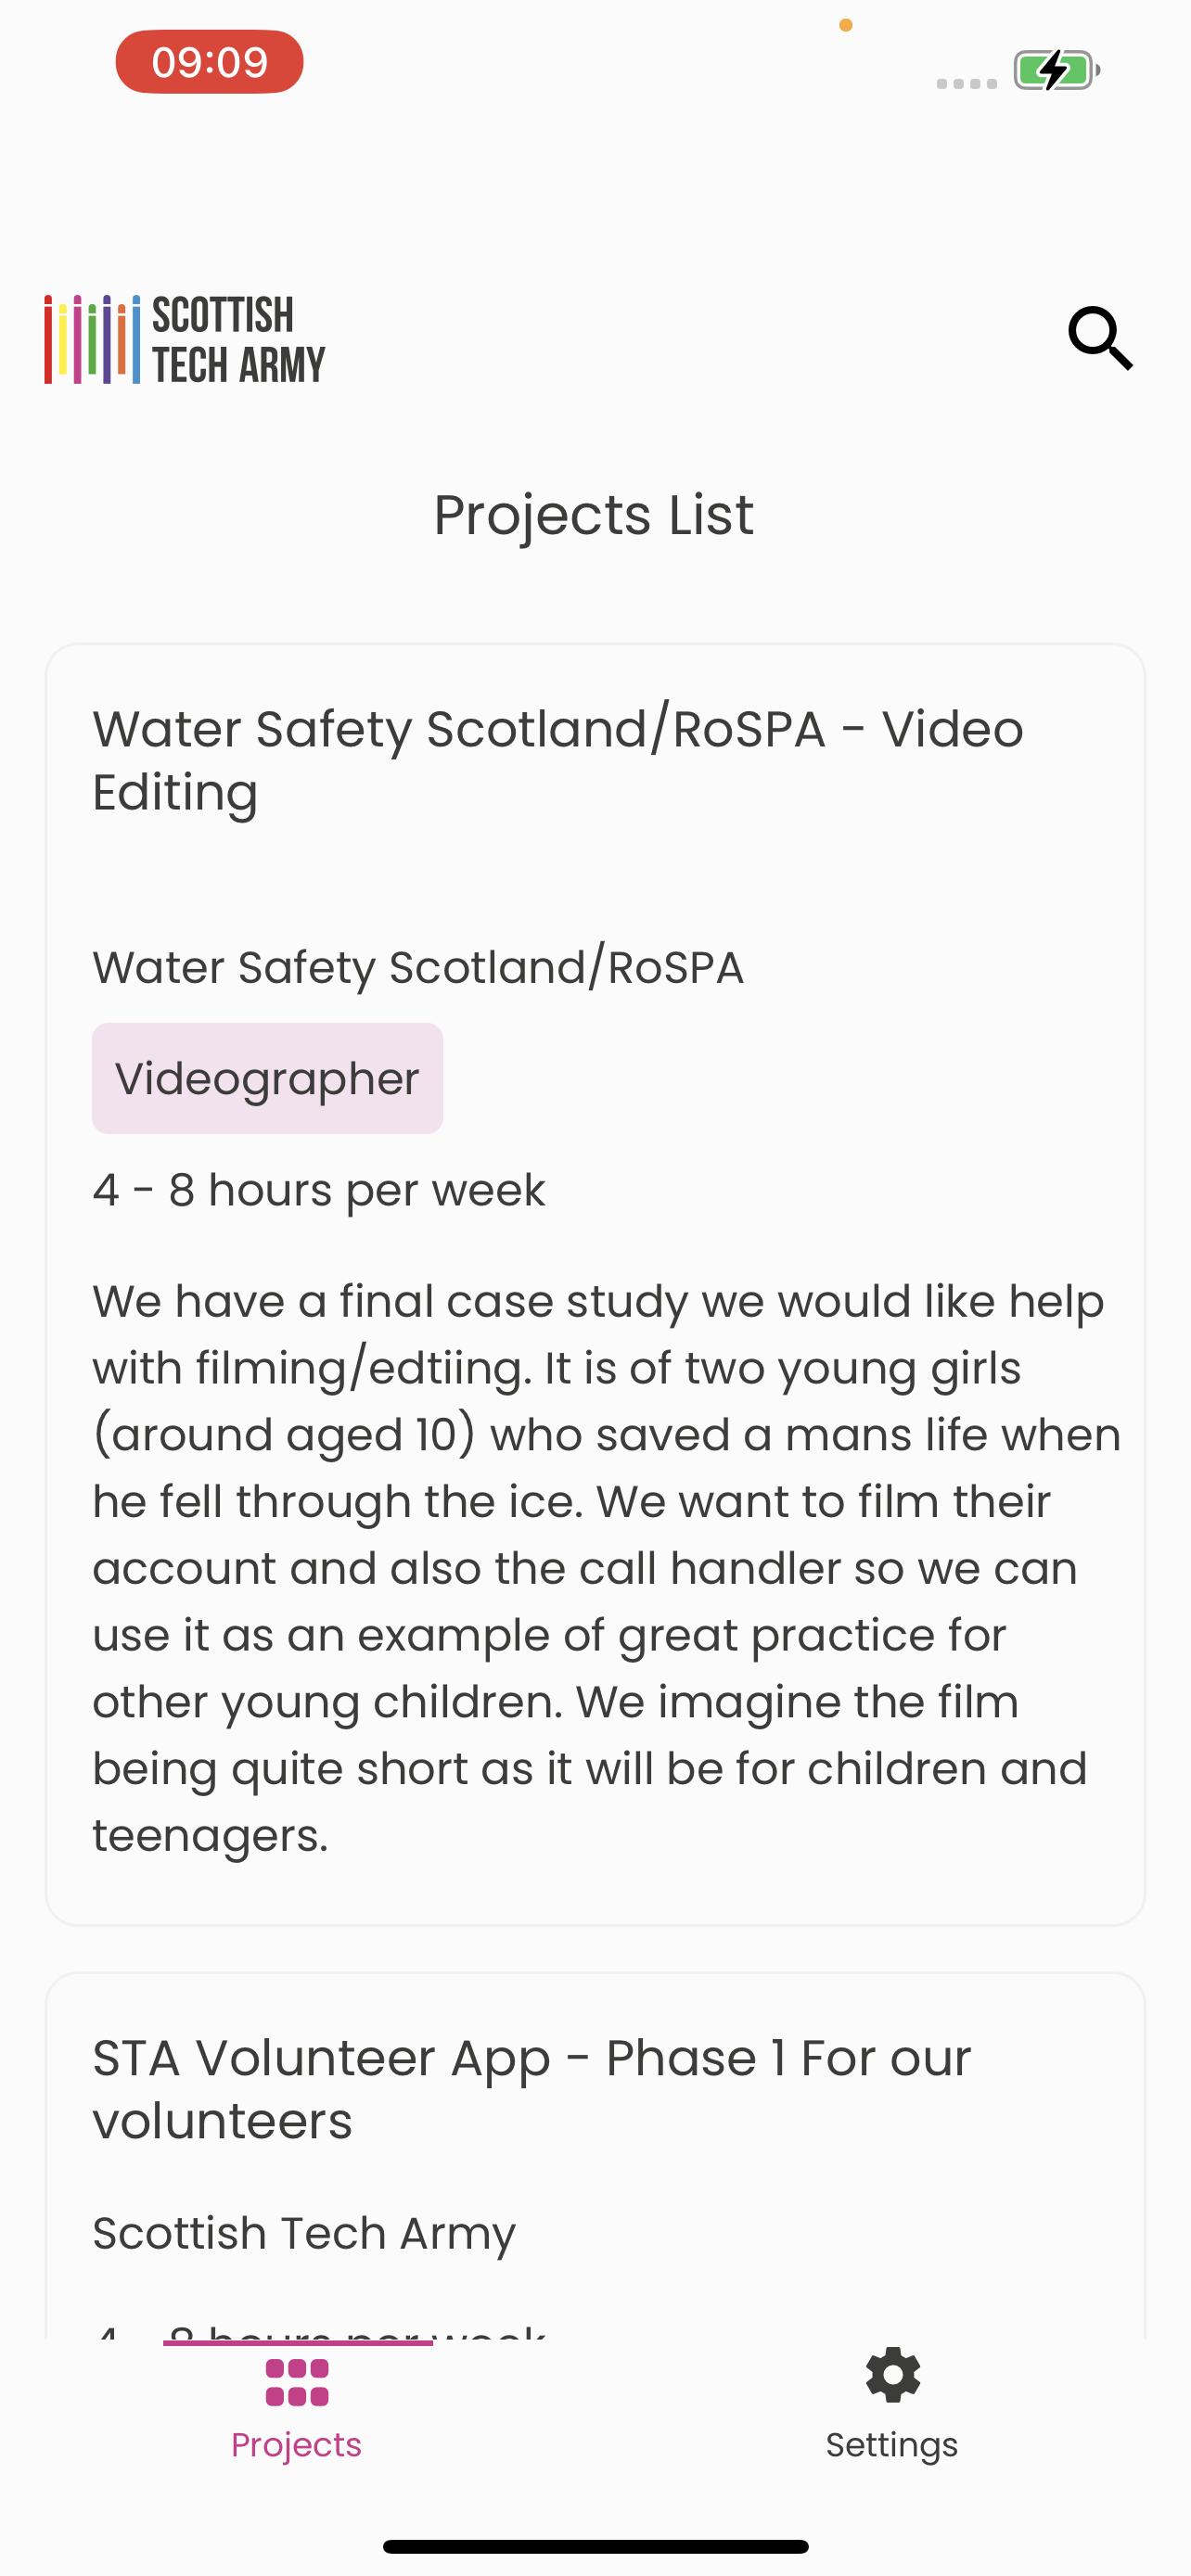 09:09
SCOTTISH
TECH ARMY
Projects List
Water Safety Scotland/RoSPA - Video
Editing
Water Safety Scotland/RoSPA
Videographer
4 - 8 hours per week
We have a final case study we would like help
with filming/edtiing. It is of two young girls
(around aged 10) who saved a mans life when
he fell through the ice. We want to film their
account and also the call handler so we can
use it as an example of great practice for
other young children. We imagine the film
being quite short as it will be for children and
teenagers.
STA Volunteer App - Phase 1 For our
volunteers
Scottish Tech Army
4 - 8 hours per week
Projects
Settings